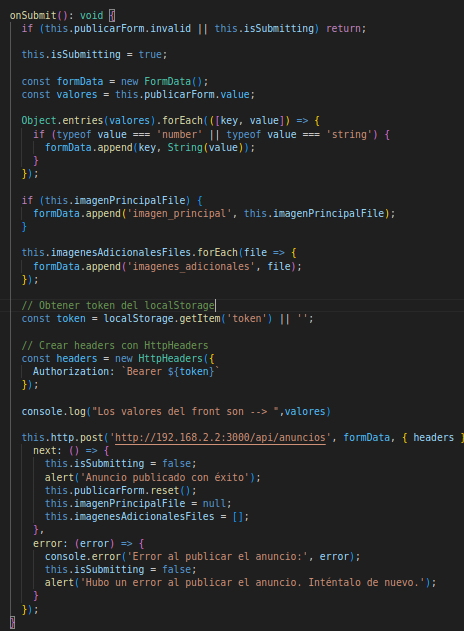 onSubmit(): void {
if (this.publicarForm.invalid || this.isSubmitting) return;
this.isSubmitting = true;
const formData = new FormData();
const valores = this.publicarForm.value;
Object.entries(valores).forEach(([key, value]) => {
if (typeof value === 'number' || typeof value === 'string') {
formData.append(key, String(value));
}
});
if (this.imagenPrincipalFile) {
formData.append('imagen_principal', this.imagenPrincipalFile);
}
this.imagenesAdicionalesFiles.forEach(file => {
formData.append('imagenes_adicionales', file);
});
// Obtener token del localStorage
const token = localStorage.getItem('token') || '';
// Crear headers con HttpHeaders
const headers = new HttpHeaders({
Authorization: `Bearer ${token}`
});
console.log("Los valores del front son --> ",valores)
this.http.post('http://192.168.2.2:3000/api/anuncios', formData, { headers }
next: () => {
this.isSubmitting = false;
alert('Anuncio publicado con éxito');
this.publicarForm.reset();
this.imagenPrincipalFile = null;
this.imagenesAdicionalesFiles = [];
},
error: (error) => {
console.error('Error al publicar el anuncio:', error);
this.isSubmitting = false;
alert('Hubo un error al publicar el anuncio. Inténtalo de nuevo.');
}
});
}